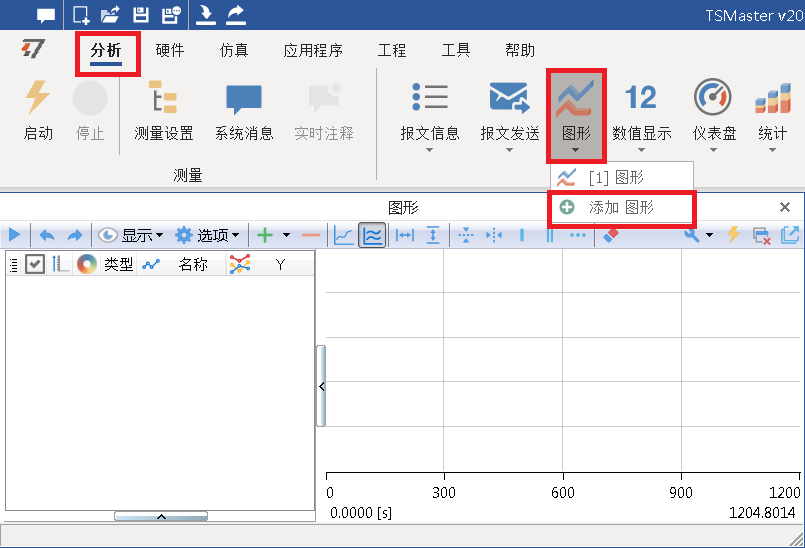 TSMaster v20
分析 硬件 仿真 应用程序 工程 工具 帮助
12
启动 停止 测量设置 系统消息 实时注释 报文信息 报文发送 图形 数值显示 仪表盘 统计
测量
[1] 图形
添加 图形
图形
显示 选项
类型 名称 Y
0 300 600 900 1200
0.0000 [s] 1204.8014